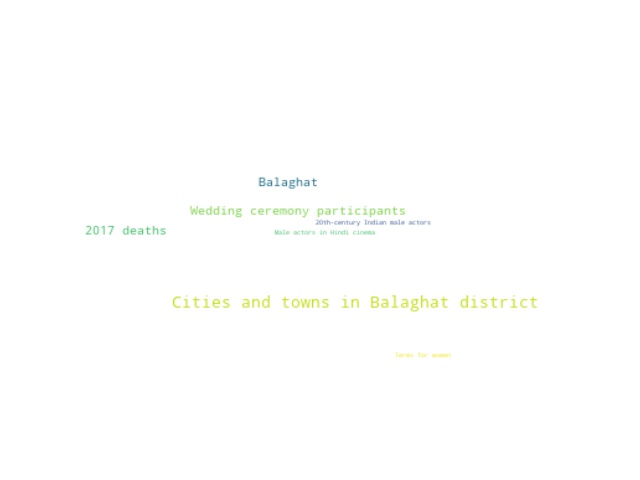 Balaghat
Wedding ceremony participants
20th-century Indian male actors
2017 deaths
Male actors in Hindi cinema
Cities and towns in Balaghat district
Terms for women